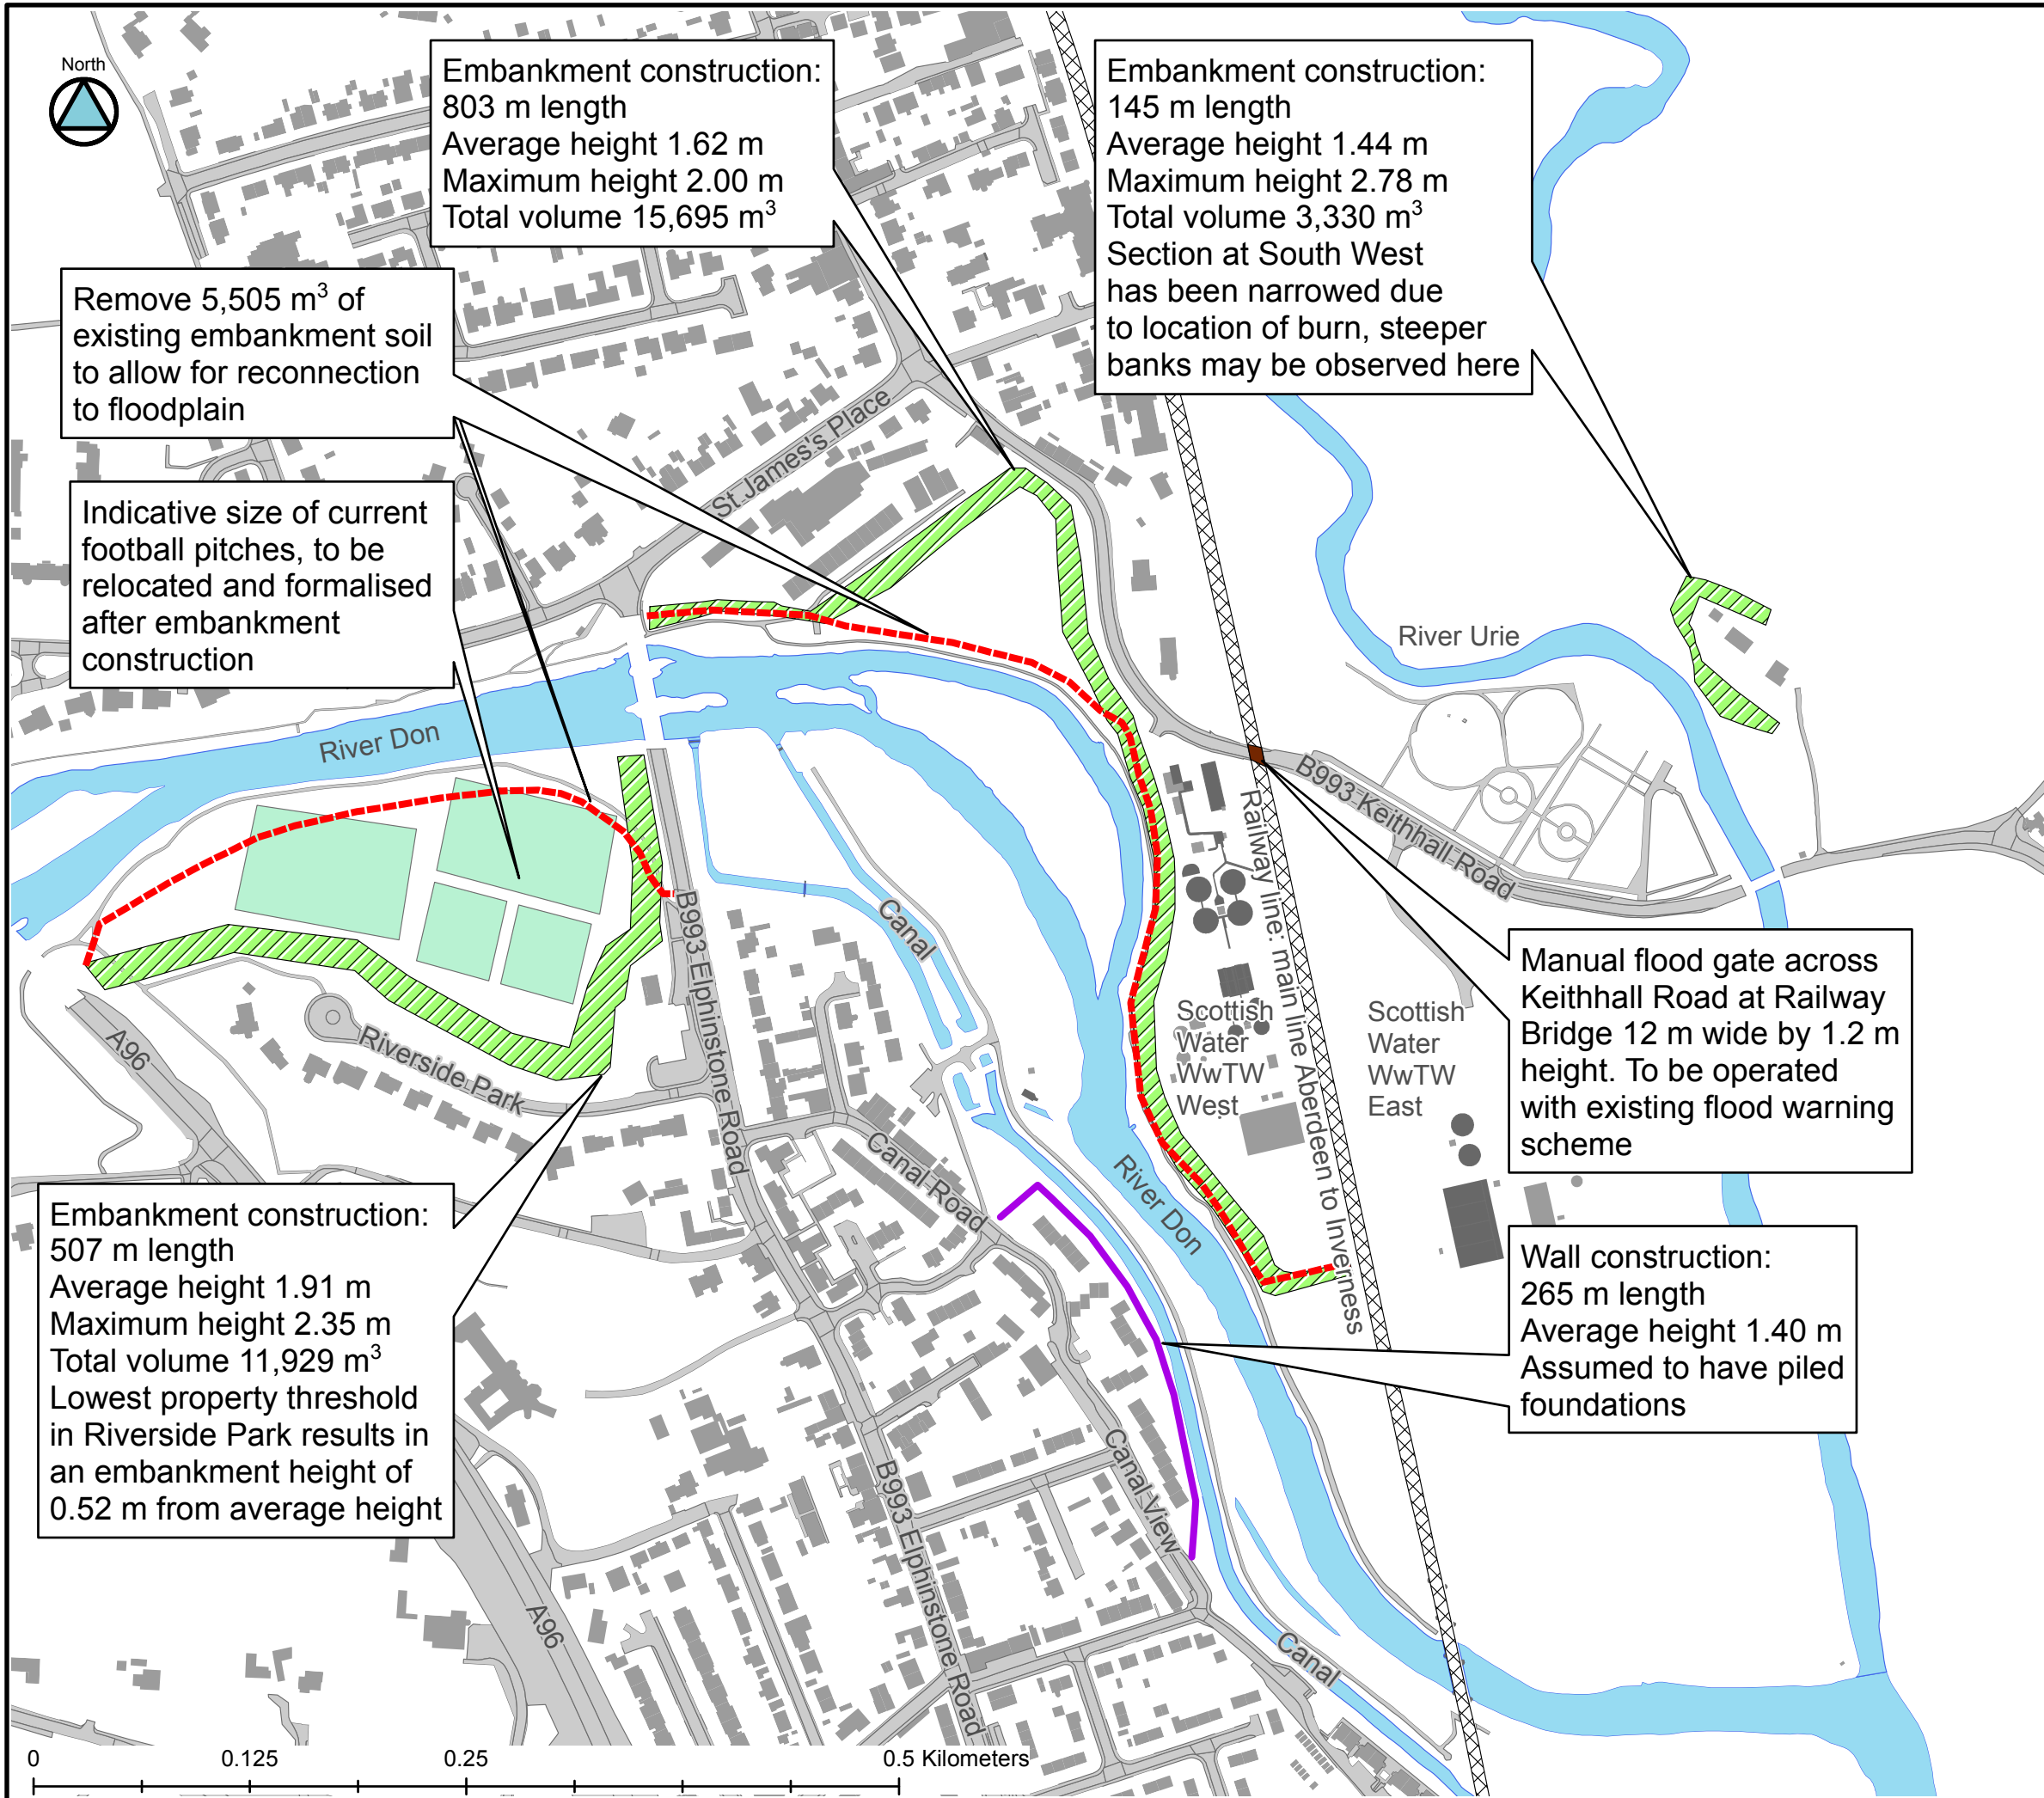 North
Embankment construction:
803 m length
Average height 1.62 m
Maximum height 2.00 m
Total volume 15,695 m³
Embankment construction:
145 m length
Average height 1.44 m
Maximum height 2.78 m
Total volume 3,330 m³
Section at South West
has been narrowed due
to location of burn, steeper
banks may be observed here
Remove 5,505 m³ of
existing embankment soil
to allow for reconnection
to floodplain
Indicative size of current
football pitches, to be
relocated and formalised
after embankment
construction
St James's Place
River Urie
River Don
B993 Keithhall Road
Railway line: main line Aberdeen to Inverness
Canal
B993 Elphinstone Road
Manual flood gate across
Keithhall Road at Railway
Bridge 12 m wide by 1.2 m
height. To be operated
with existing flood warning
scheme
Scottish
Water
WwTW
West
Scottish
Water
WwTW
East
A96
Riverside Park
Canal Road
River Don
Embankment construction:
507 m length
Average height 1.91 m
Maximum height 2.35 m
Total volume 11,929 m³
Lowest property threshold
in Riverside Park results in
an embankment height of
0.52 m from average height
Wall construction:
265 m length
Average height 1.40 m
Assumed to have piled
foundations
Canal View
B993 Elphinstone Road
A96
Canal
0 0.125 0.25 0.5 Kilometers